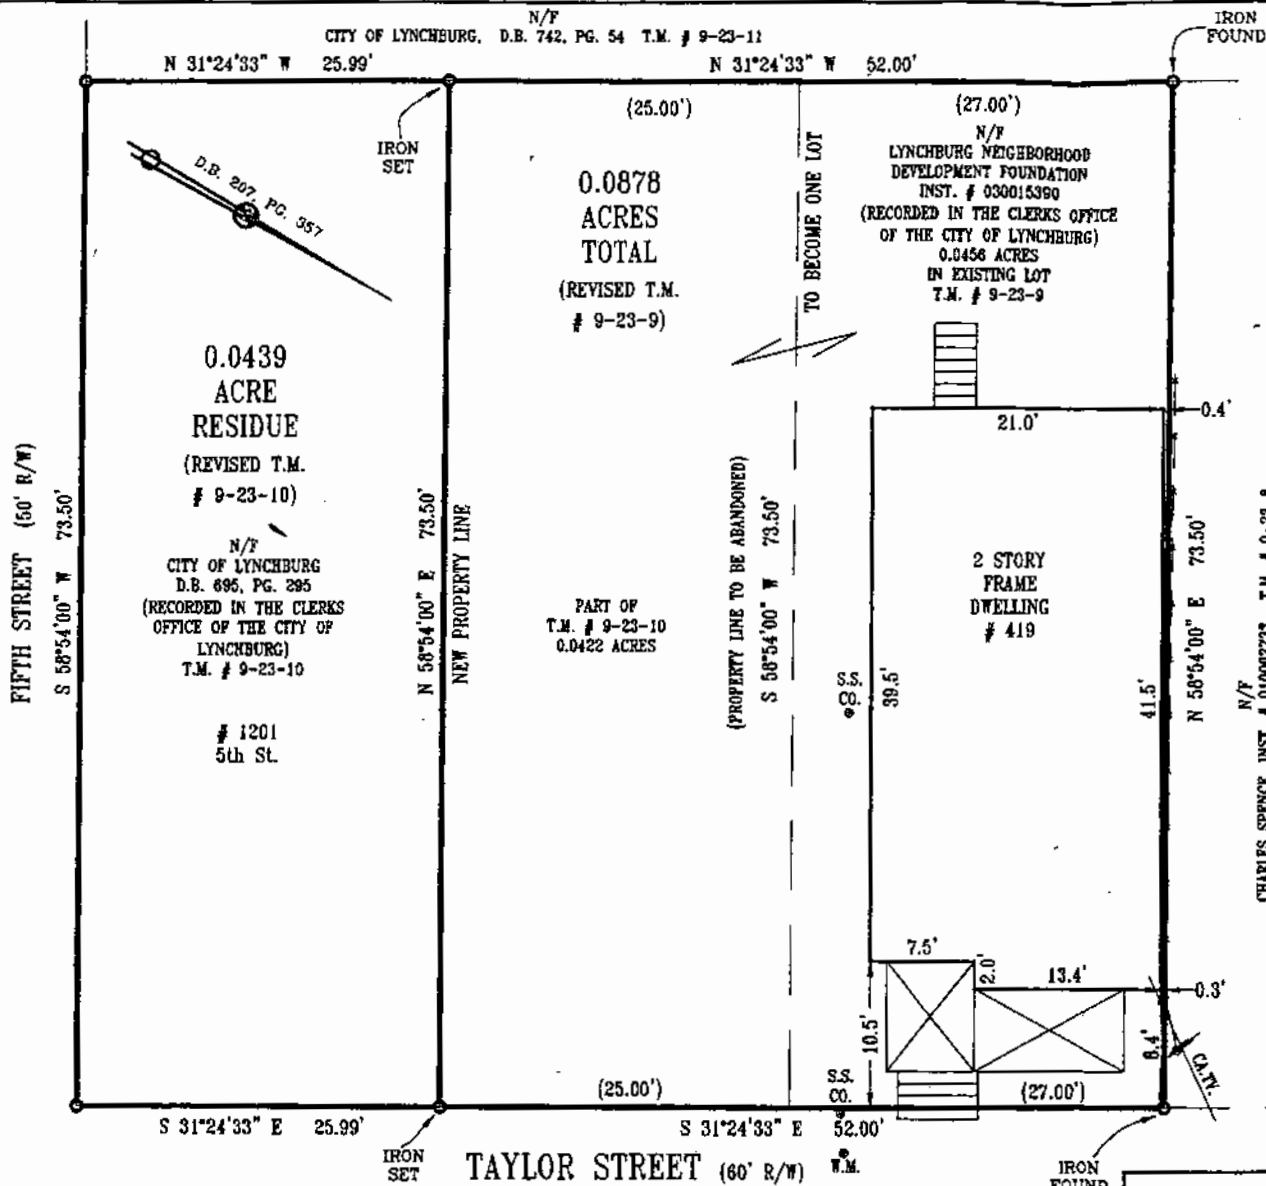 N/F
CITY OF LYNCHBURG, D.B. 742, PG. 54 T.M. # 9-23-11
IRON
FOUND
N 31°24'33" W 25.99'
N 31°24'33" W 52.00'
IRON
SET
(25.00')
(27.00')
D.B. 207, PG. 357
0.0878
ACRES
TOTAL
(REVISED T.M.
# 9-23-9)
TO BECOME ONE LOT
N/F
LYNCHBURG NEIGHBORHOOD
DEVELOPMENT FOUNDATION
INST. # 030015390
(RECORDED IN THE CLERKS OFFICE
OF THE CITY OF LYNCHBURG)
0.0456 ACRES
IN EXISTING LOT
T.M. # 9-23-9
0.0439
ACRE
RESIDUE
(REVISED T.M.
# 9-23-10)
N/F
CITY OF LYNCHBURG
D.B. 695, PG. 295
(RECORDED IN THE CLERKS
OFFICE OF THE CITY OF
LYNCHBURG)
T.M. # 9-23-10
# 1201
5th St.
FIFTH STREET (50' R/W)
S 58°54'00" W 73.50'
N 58°54'00" E 73.50'
NEW PROPERTY LINE
PART OF
T.M. # 9-23-10
0.0422 ACRES
(PROPERTY LINE TO BE ABANDONED)
S 58°54'00" W 73.50'
21.0'
0.4'
2 STORY
FRAME
DWELLING
# 419
S.S.
CO.
39.5'
41.5'
N 58°54'00" E 73.50'
N/F
CHARLES SPENCE INST. #
7.5'
2.0'
13.4'
0.3'
10.5'
8.4'
CA.TV.
S.S.
CO.
(25.00')
(27.00')
S 31°24'33" E 25.99'
S 31°24'33" E 52.00'
IRON
SET
TAYLOR STREET (60' R/W)
W.M.
IRON
FOUND